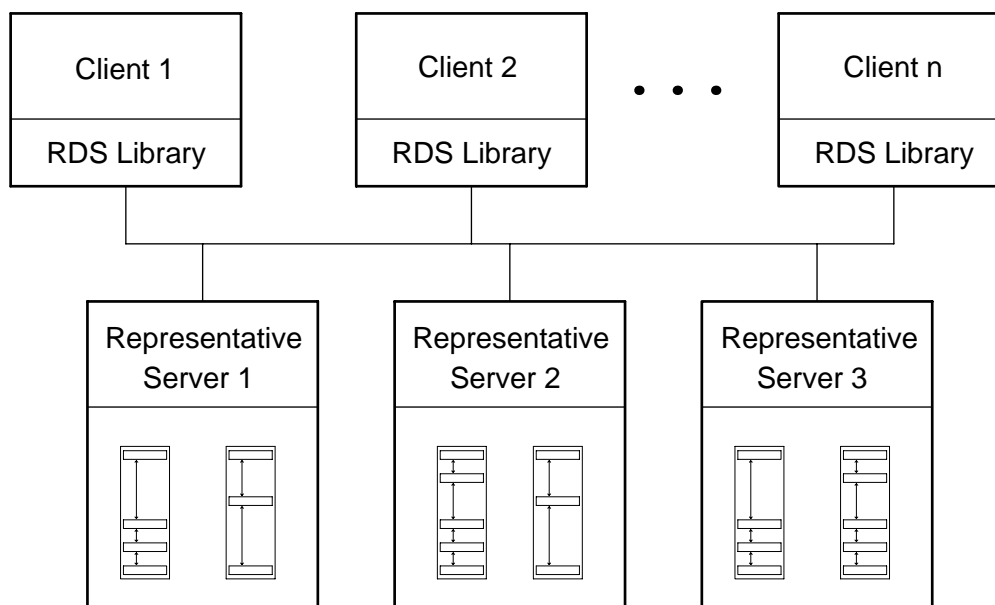 Client 1
Client 2
. . .
Client n
RDS Library
RDS Library
RDS Library
Representative
Server 1
Representative
Server 2
Representative
Server 3